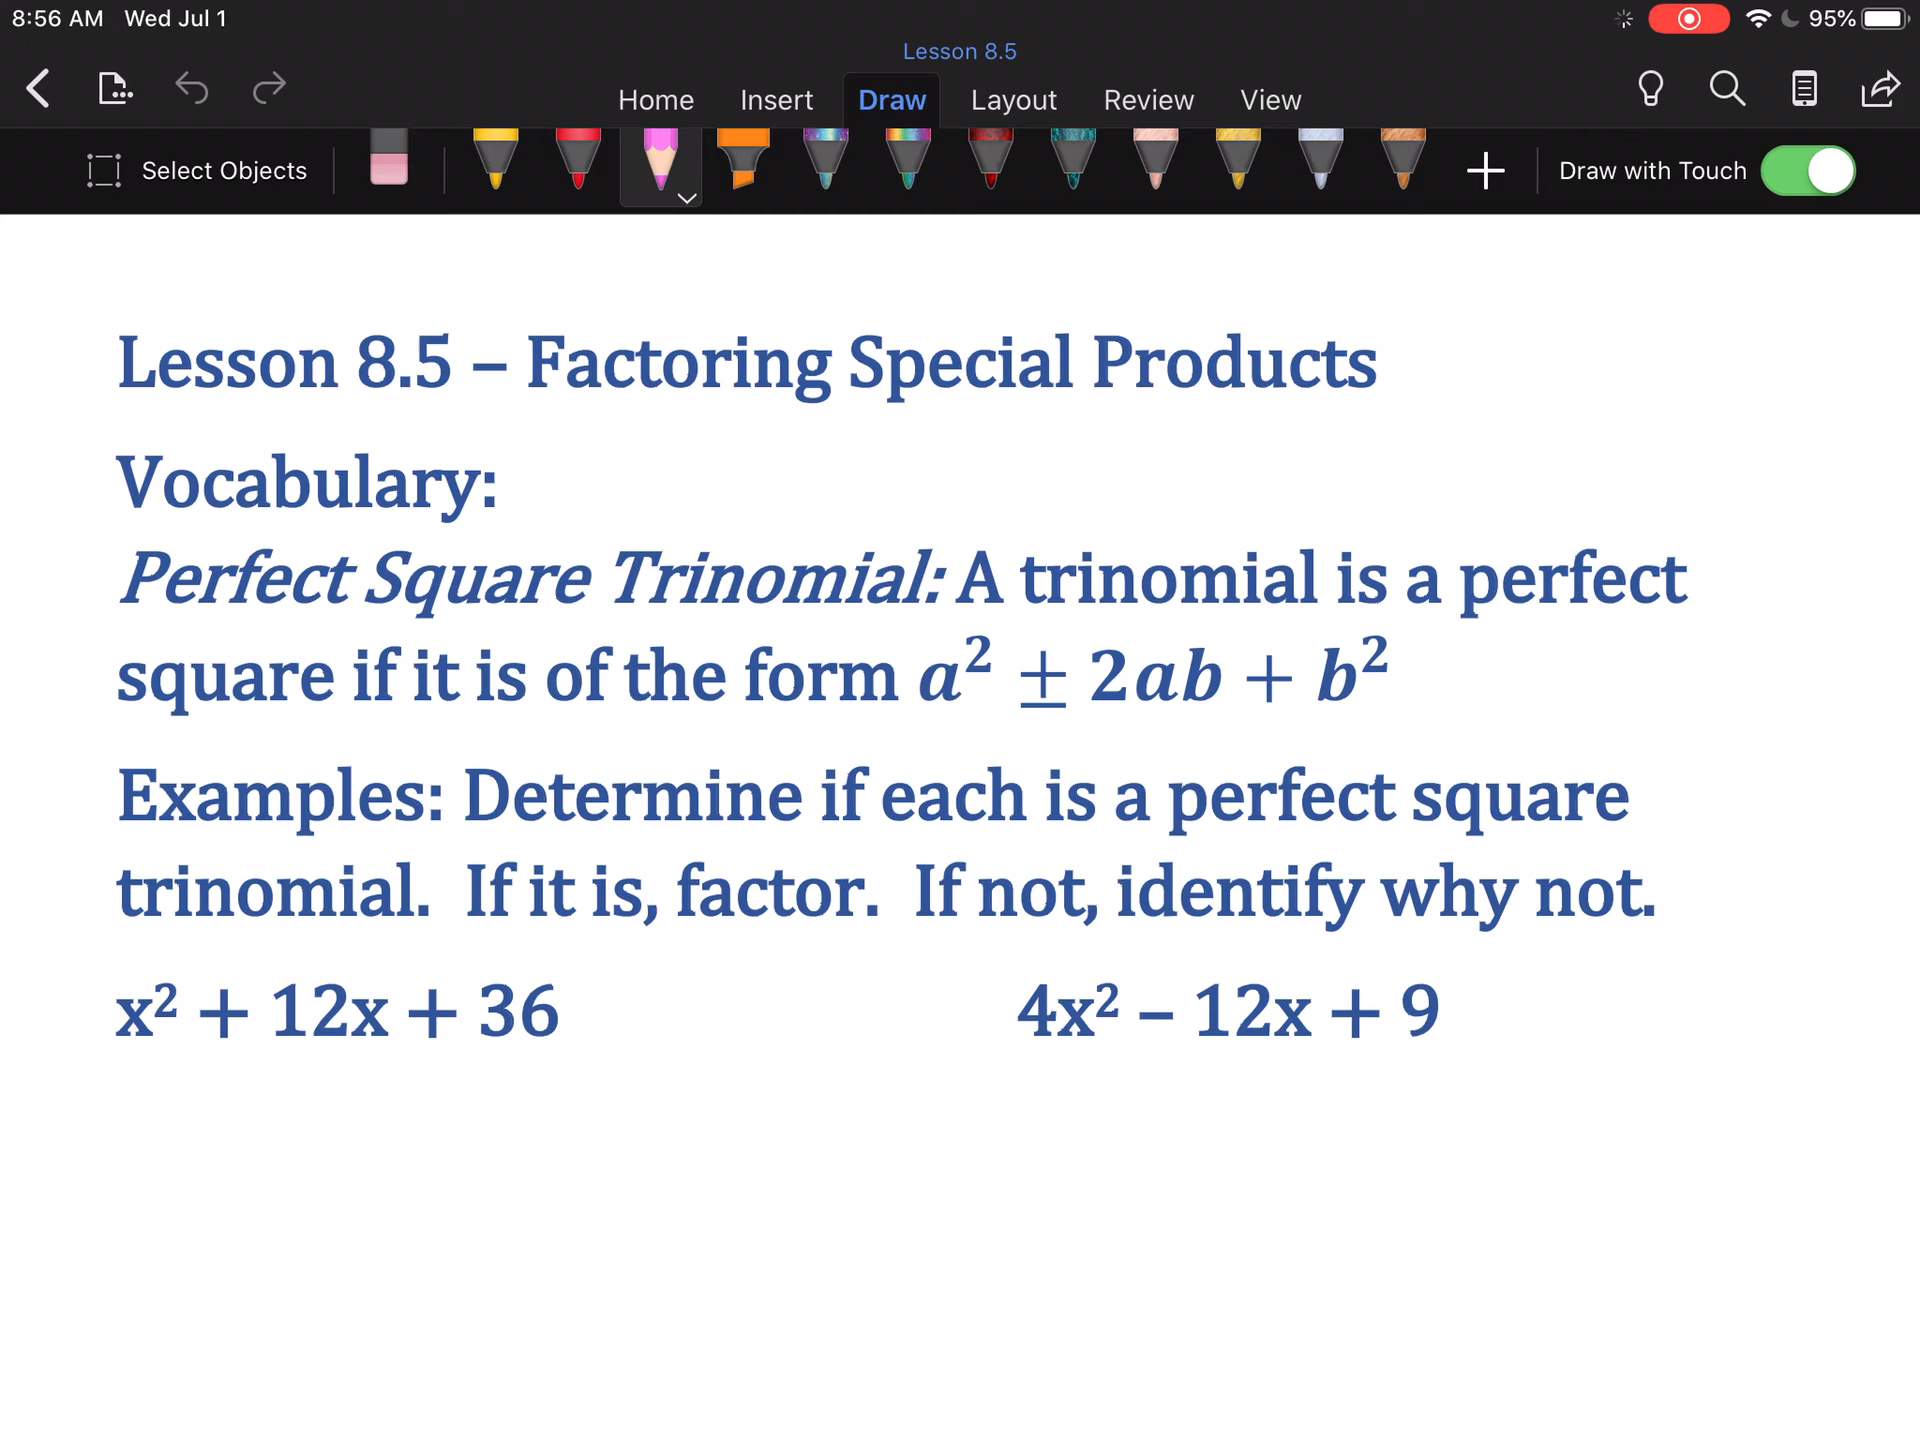 8:56 AM Wed Jul 1
95%
Lesson 8.5
Home Insert Draw Layout Review View
Select Objects
Draw with Touch
Lesson 8.5 – Factoring Special Products
Vocabulary:
Perfect Square Trinomial: A trinomial is a perfect
square if it is of the form a² ± 2ab + b²
Examples: Determine if each is a perfect square
trinomial. If it is, factor. If not, identify why not.
x² + 12x + 36 4x² – 12x + 9